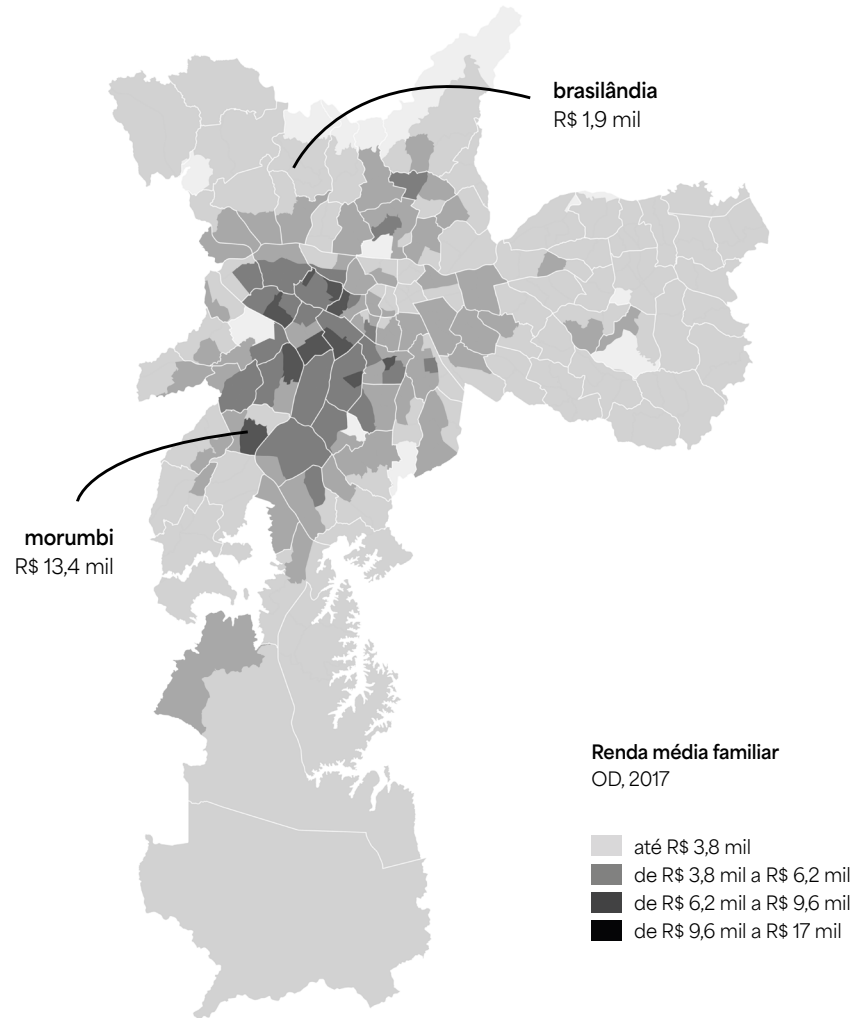 brasilândia
R$ 1,9 mil
morumbi
R$ 13,4 mil
Renda média familiar
OD, 2017
até R$ 3,8 mil
de R$ 3,8 mil a R$ 6,2 mil
de R$ 6,2 mil a R$ 9,6 mil
de R$ 9,6 mil a R$ 17 mil